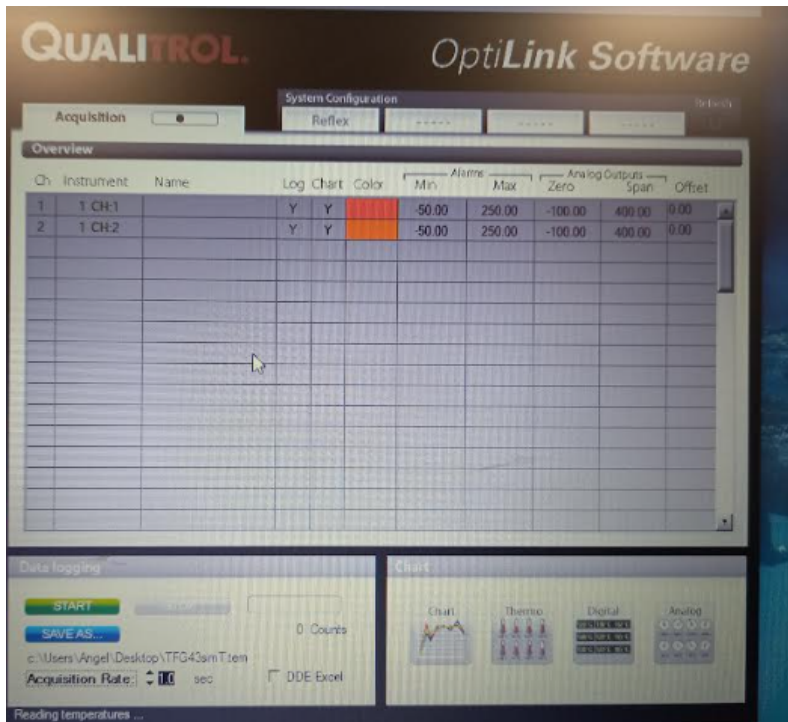 QUALITROL.
OptiLink Software
System Configuration
Refresh
Acquisition
Reflex
-----
-----
-----
Overview
Alarms
Analog Outputs
Ch Instrument Name Log Chart Color Min Max Zero Span Offset
1 1 CH:1 Y Y -50.00 250.00 -100.00 400.00 0.00
2 1 CH:2 Y Y -50.00 250.00 -100.00 400.00 0.00
Data logging
Chart
START
Chart Thermo Digital Analog
SAVE AS...
0 Counts
c:\Users\Angel\Desktop\
Acquisition Rate: 1.0 sec
DDE Excel
Reading temperatures ...